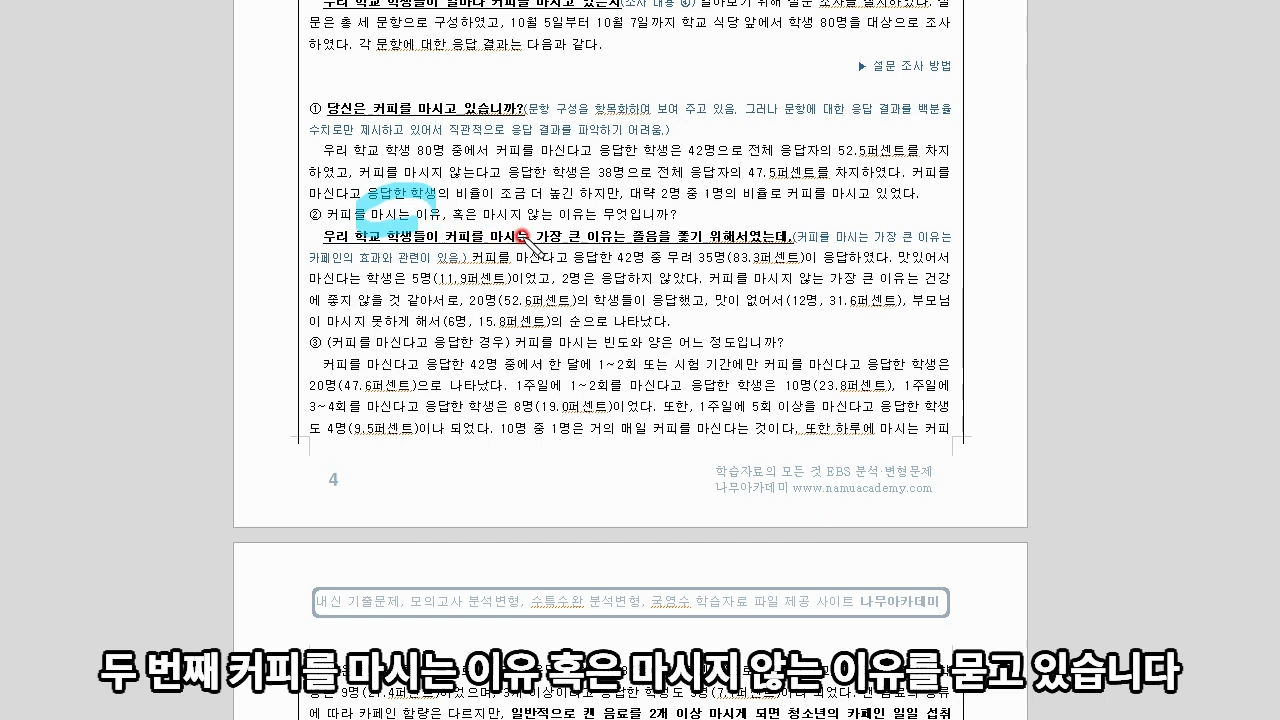 우리 학교 학생들이 얼마나 커피를 마시고 있는지(조사 내용 ④) 알아보기 위해 설문 조사를 실시하였다. 설
문은 총 세 문항으로 구성하였고, 10월 5일부터 10월 7일까지 학교 식당 앞에서 학생 80명을 대상으로 조사
하였다. 각 문항에 대한 응답 결과는 다음과 같다.
▶ 설문 조사 방법
① 당신은 커피를 마시고 있습니까?(문항 구성을 항목화하여 보여 주고 있음. 그러나 문항에 대한 응답 결과를 백분율
수치로만 제시하고 있어서 직관적으로 응답 결과를 파악하기 어려움.)
우리 학교 학생 80명 중에서 커피를 마신다고 응답한 학생은 42명으로 전체 응답자의 52.5퍼센트를 차지
하였고, 커피를 마시지 않는다고 응답한 학생은 38명으로 전체 응답자의 47.5퍼센트를 차지하였다. 커피를
마신다고 응답한 학생의 비율이 조금 더 높긴 하지만, 대략 2명 중 1명의 비율로 커피를 마시고 있었다.
② 커피를 마시는 이유, 혹은 마시지 않는 이유는 무엇입니까?
우리 학교 학생들이 커피를 마시는 가장 큰 이유는 졸음을 쫓기 위해서였는데,(커피를 마시는 가장 큰 이유는
카페인의 효과와 관련이 있음.) 커피를 마신다고 응답한 42명 중 무려 35명(83.3퍼센트)이 응답하였다. 맛있어서
마신다는 학생은 5명(11.9퍼센트)이었고, 2명은 응답하지 않았다. 커피를 마시지 않는 가장 큰 이유는 건강
에 좋지 않을 것 같아서로, 20명(52.6퍼센트)의 학생들이 응답했고, 맛이 없어서(12명, 31.6퍼센트), 부모님
이 마시지 못하게 해서(6명, 15.8퍼센트)의 순으로 나타났다.
③ (커피를 마신다고 응답한 경우) 커피를 마시는 빈도와 양은 어느 정도입니까?
커피를 마신다고 응답한 42명 중에서 한 달에 1~2회 또는 시험 기간에만 커피를 마신다고 응답한 학생은
20명(47.6퍼센트)으로 나타났다. 1주일에 1~2회를 마신다고 응답한 학생은 10명(23.8퍼센트), 1주일에
3~4회를 마신다고 응답한 학생은 8명(19.0퍼센트)이었다. 또한, 1주일에 5회 이상을 마신다고 응답한 학생
도 4명(9.5퍼센트)이나 되었다. 10명 중 1명은 거의 매일 커피를 마신다는 것이다. 또한 하루에 마시는 커피
4
학습자료의 모든 것 EBS 분석·변형문제
나무아카데미 www.namuacademy.com
내신 기출문제, 모의고사 분석변형, 수특수완 분석변형, 국영수 학습자료 파일 제공 사이트 나무아카데미
두 번째 커피를 마시는 이유 혹은 마시지 않는 이유를 묻고 있습니다
에 따라 카페인 함량은 다르지만, 일반적으로 캔 음료를 2개 이상 마시게 되면 청소년의 카페인 일일 섭취